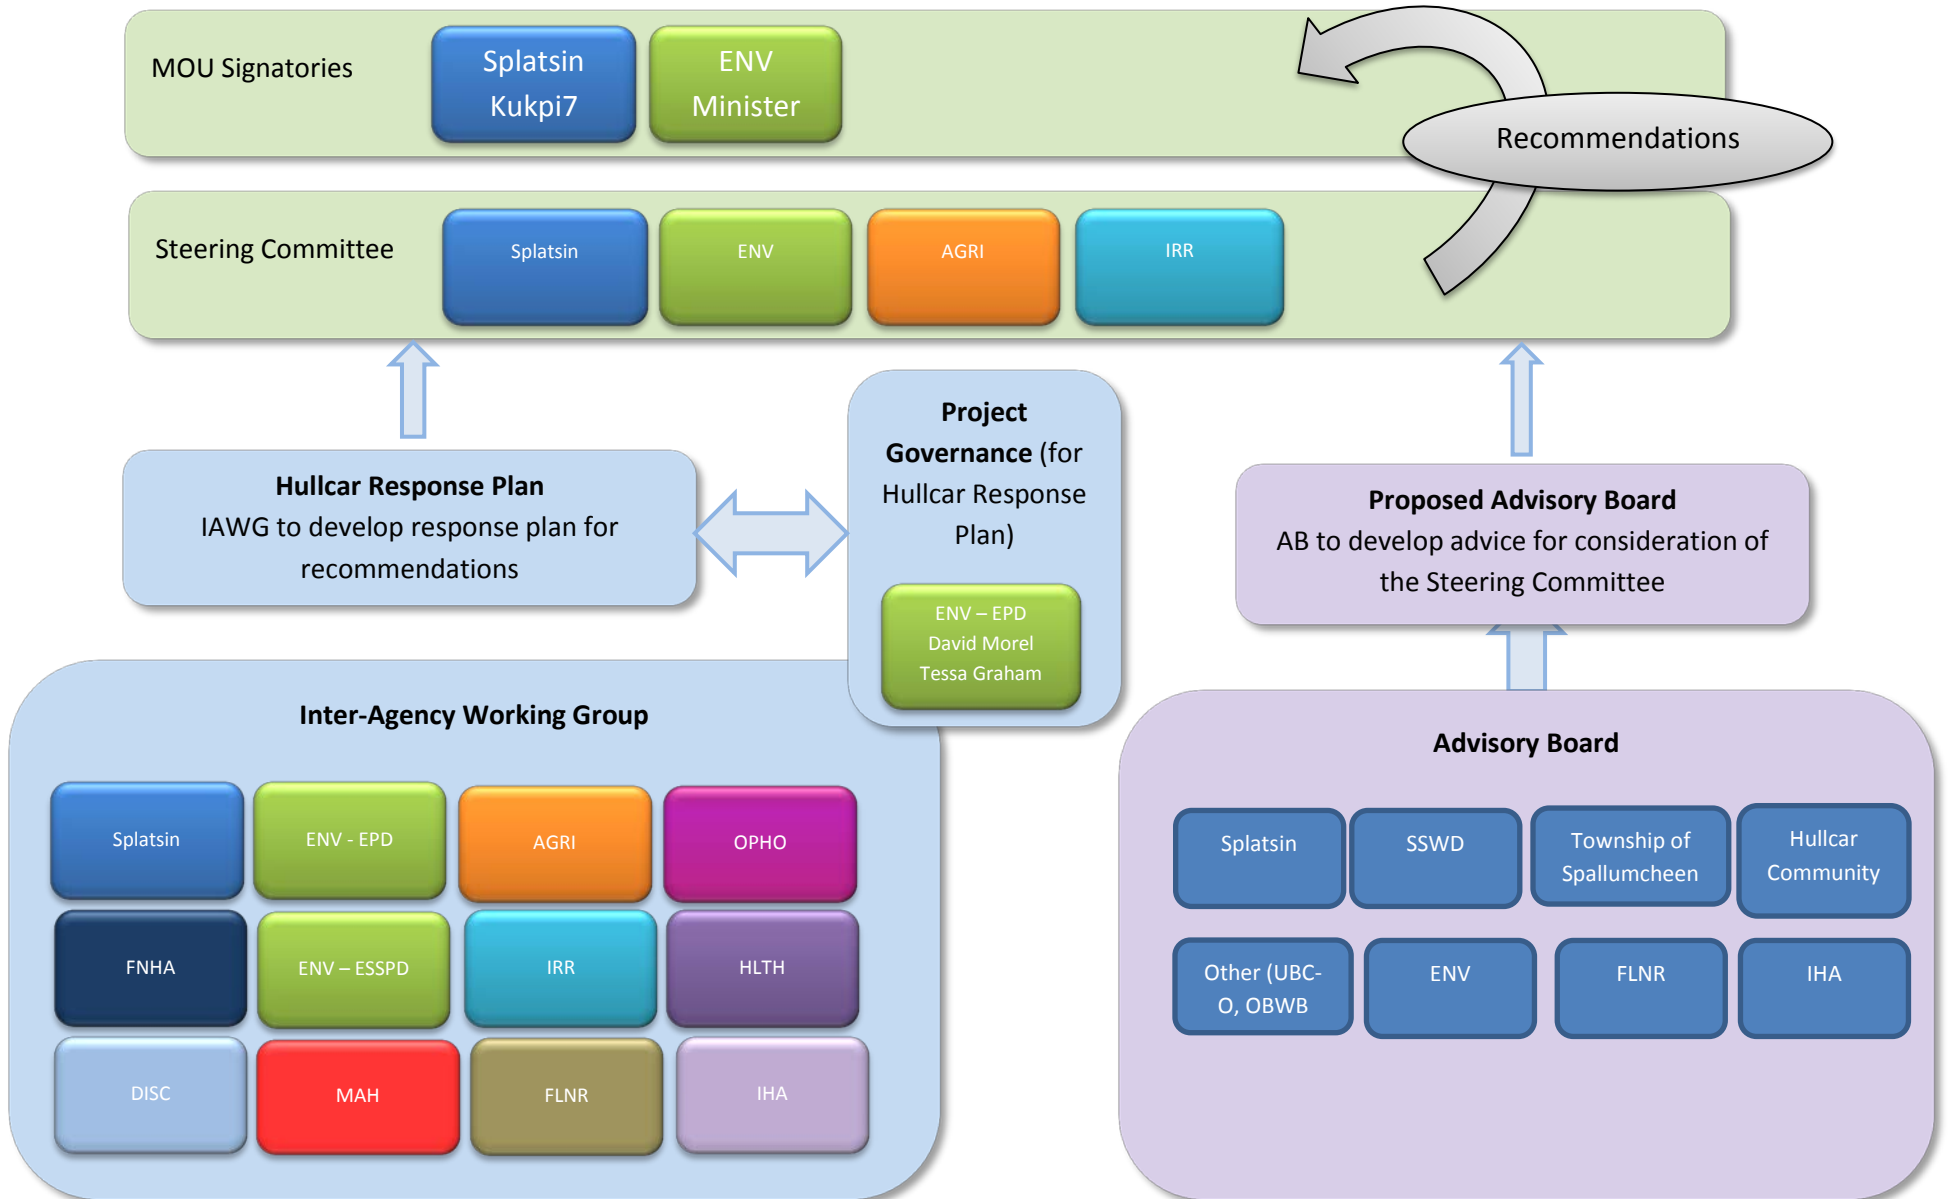 MOU Signatories
Splatsin
Kukpi7
ENV
Minister
Recommendations
Steering Committee
Splatsin
ENV
AGRI
IRR
Hullcar Response Plan
IAWG to develop response plan for
recommendations
Project
Governance (for
Hullcar Response
Plan)
ENV – EPD
David Morel
Tessa Graham
Proposed Advisory Board
AB to develop advice for consideration of
the Steering Committee
Inter-Agency Working Group
Splatsin
ENV - EPD
AGRI
OPHO
FNHA
ENV – ESSPD
IRR
HLTH
DISC
MAH
FLNR
IHA
Advisory Board
Splatsin
SSWD
Township of
Spallumcheen
Hullcar
Community
Other (UBC-
O, OBWB
ENV
FLNR
IHA